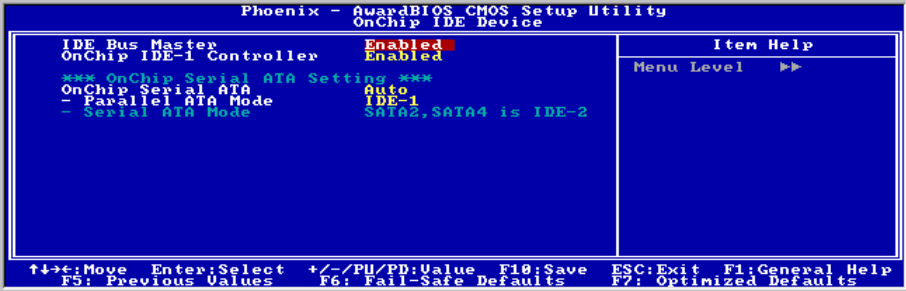 Phoenix - AwardBIOS CMOS Setup Utility
OnChip IDE Device
IDE Bus Master Enabled
OnChip IDE-1 Controller Enabled
*** OnChip Serial ATA Setting ***
OnChip Serial ATA Auto
- Parallel ATA Mode IDE-1
- Serial ATA Mode SATA2,SATA4 is IDE-2
Item Help
Menu Level ▶▶
↑↓→←:Move Enter:Select +/-/PU/PD:Value F10:Save ESC:Exit F1:General Help
F5: Previous Values F6: Fail-Safe Defaults F7: Optimized Defaults